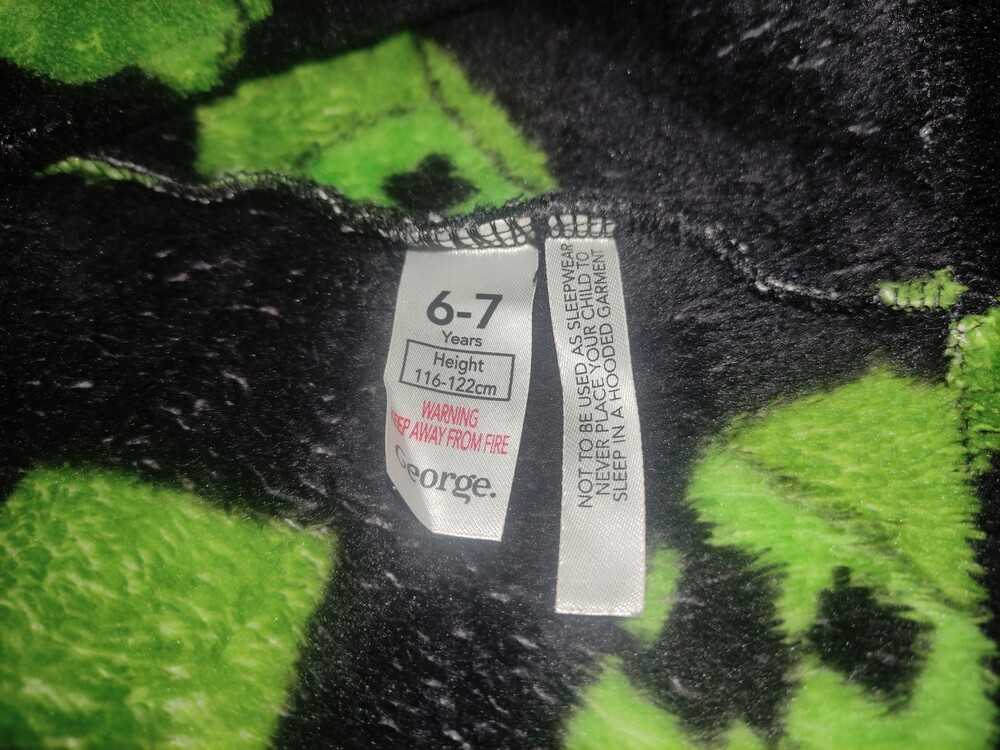 6-7
Years
Height
116-122cm
WARNING
KEEP AWAY FROM FIRE
George.
NOT TO BE USED AS SLEEPWEAR
NEVER PLACE YOUR CHILD TO
SLEEP IN A HOODED GARMENT